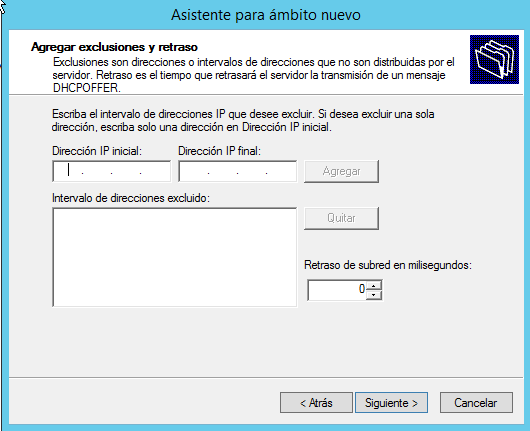 Asistente para ámbito nuevo
Agregar exclusiones y retraso
Exclusiones son direcciones o intervalos de direcciones que no son distribuidas por el
servidor. Retraso es el tiempo que retrasará el servidor la transmisión de un mensaje
DHCPOFFER.
Escriba el intervalo de direcciones IP que desee excluir. Si desea excluir una sola
dirección, escriba solo una dirección en Dirección IP inicial.
Dirección IP inicial: Dirección IP final:
. . . . . . Agregar
Intervalo de direcciones excluido:
Quitar
Retraso de subred en milisegundos:
0
< Atrás Siguiente > Cancelar